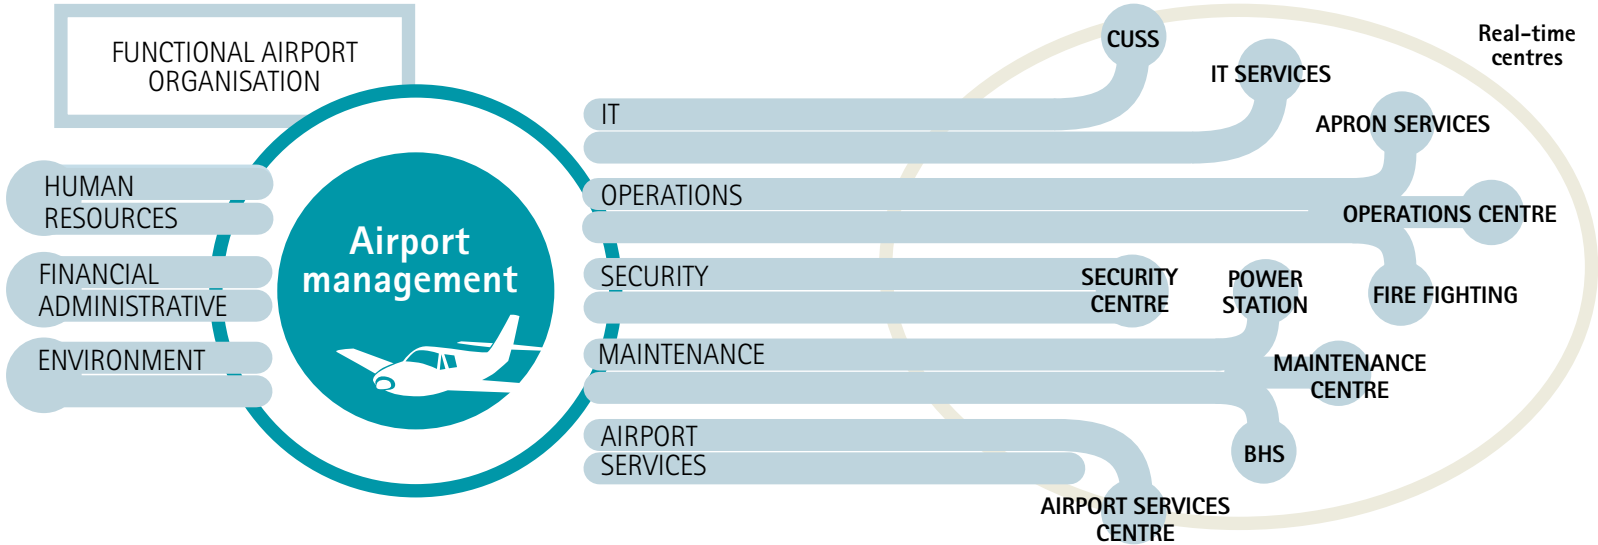 FUNCTIONAL AIRPORT
ORGANISATION
HUMAN
RESOURCES
FINANCIAL
ADMINISTRATIVE
ENVIRONMENT
Airport
management
IT
OPERATIONS
SECURITY
MAINTENANCE
AIRPORT
SERVICES
Real-time
centres
CUSS
IT SERVICES
APRON SERVICES
OPERATIONS CENTRE
FIRE FIGHTING
SECURITY
CENTRE
POWER
STATION
MAINTENANCE
CENTRE
BHS
AIRPORT SERVICES
CENTRE